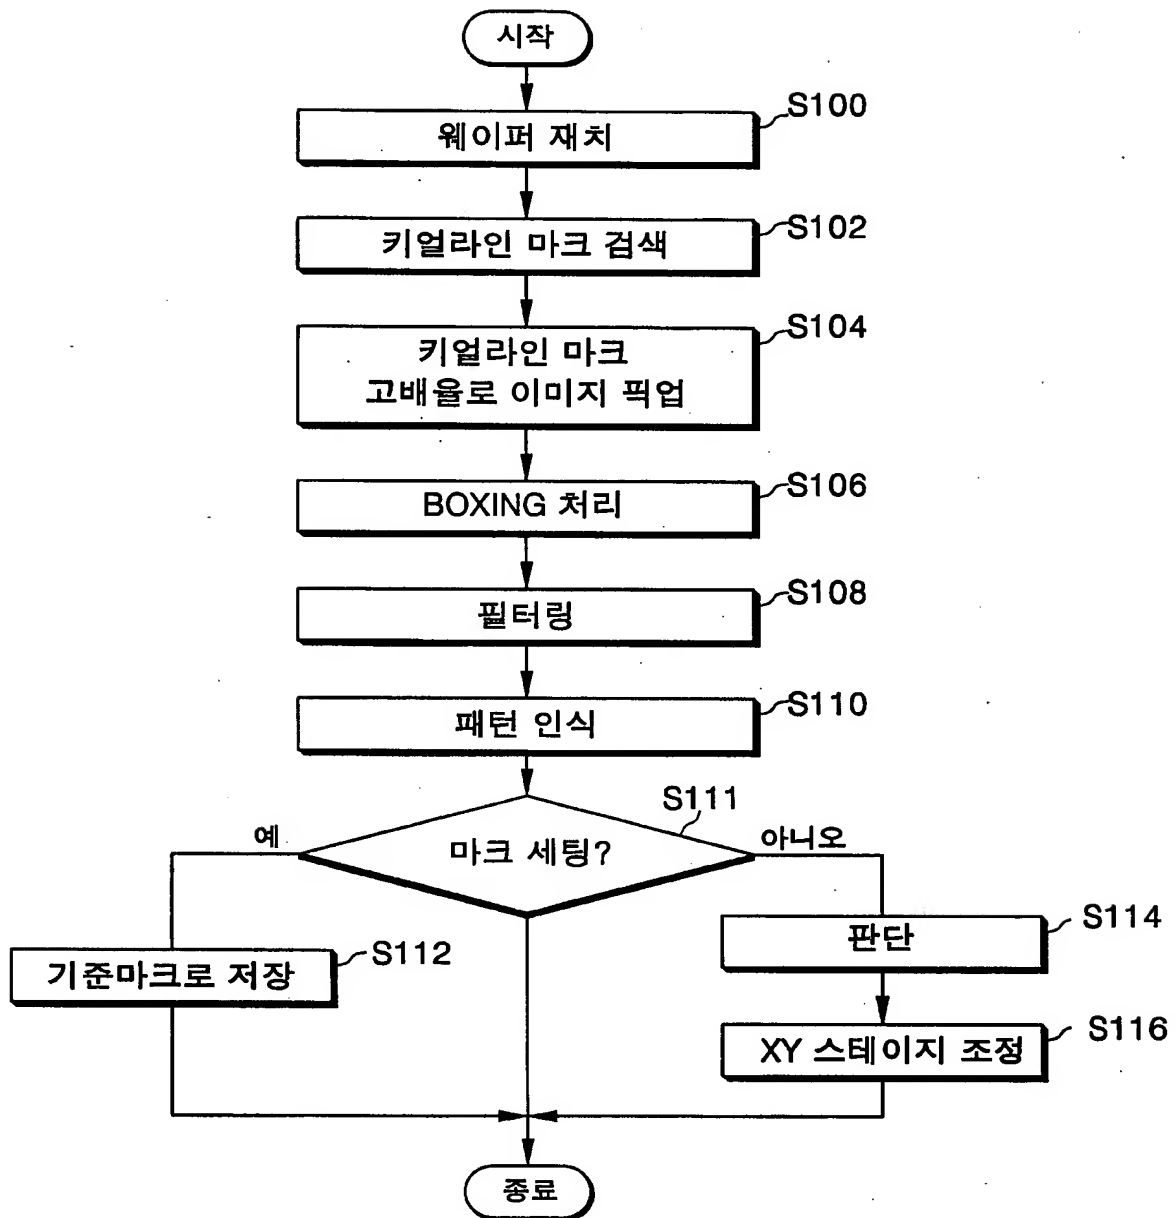 시작
S100
웨이퍼 재치
S102
키얼라인 마크 검색
S104
키얼라인 마크
고배율로 이미지 픽업
S106
BOXING 처리
S108
필터링
S110
패턴 인식
S111
예
마크 세팅?
아니오
S112
기준마크로 저장
S114
판단
S116
XY 스테이지 조정
종료